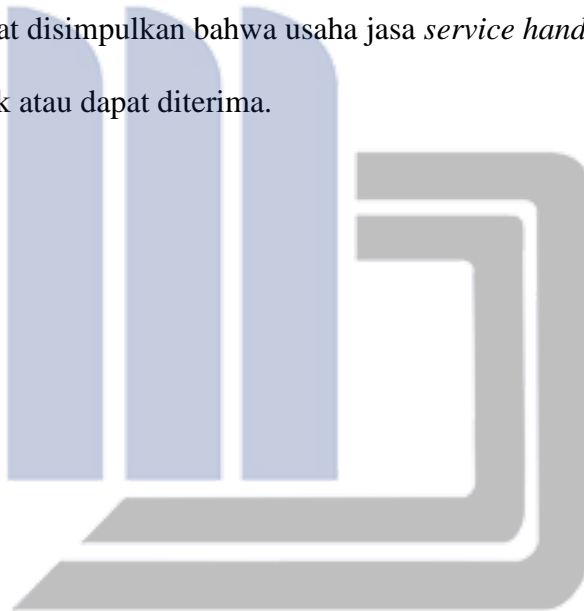 at disimpulkan bahwa usaha jasa service hand
k atau dapat diterima.